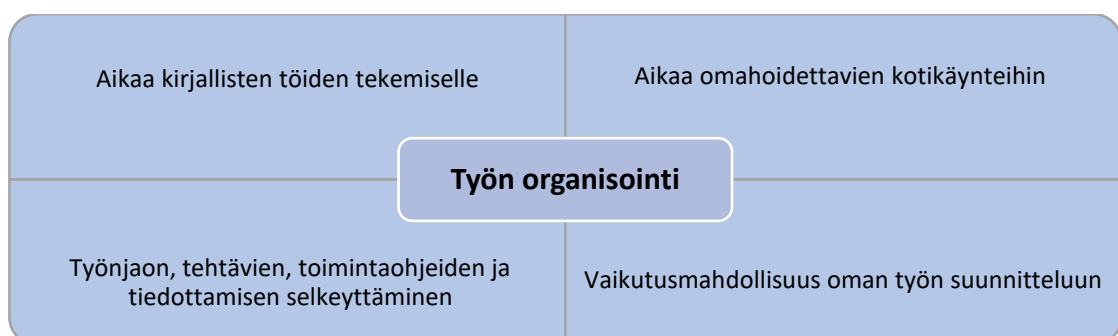 Aikaa kirjallisten töiden tekemiselle
Aikaa omahoidettavien kotikäynteihin
Työn organisointi
Työnjaon, tehtävien, toimintaohjeiden ja
tiedottamisen selkeyttäminen
Vaikutusmahdollisuus oman työn suunnitteluun